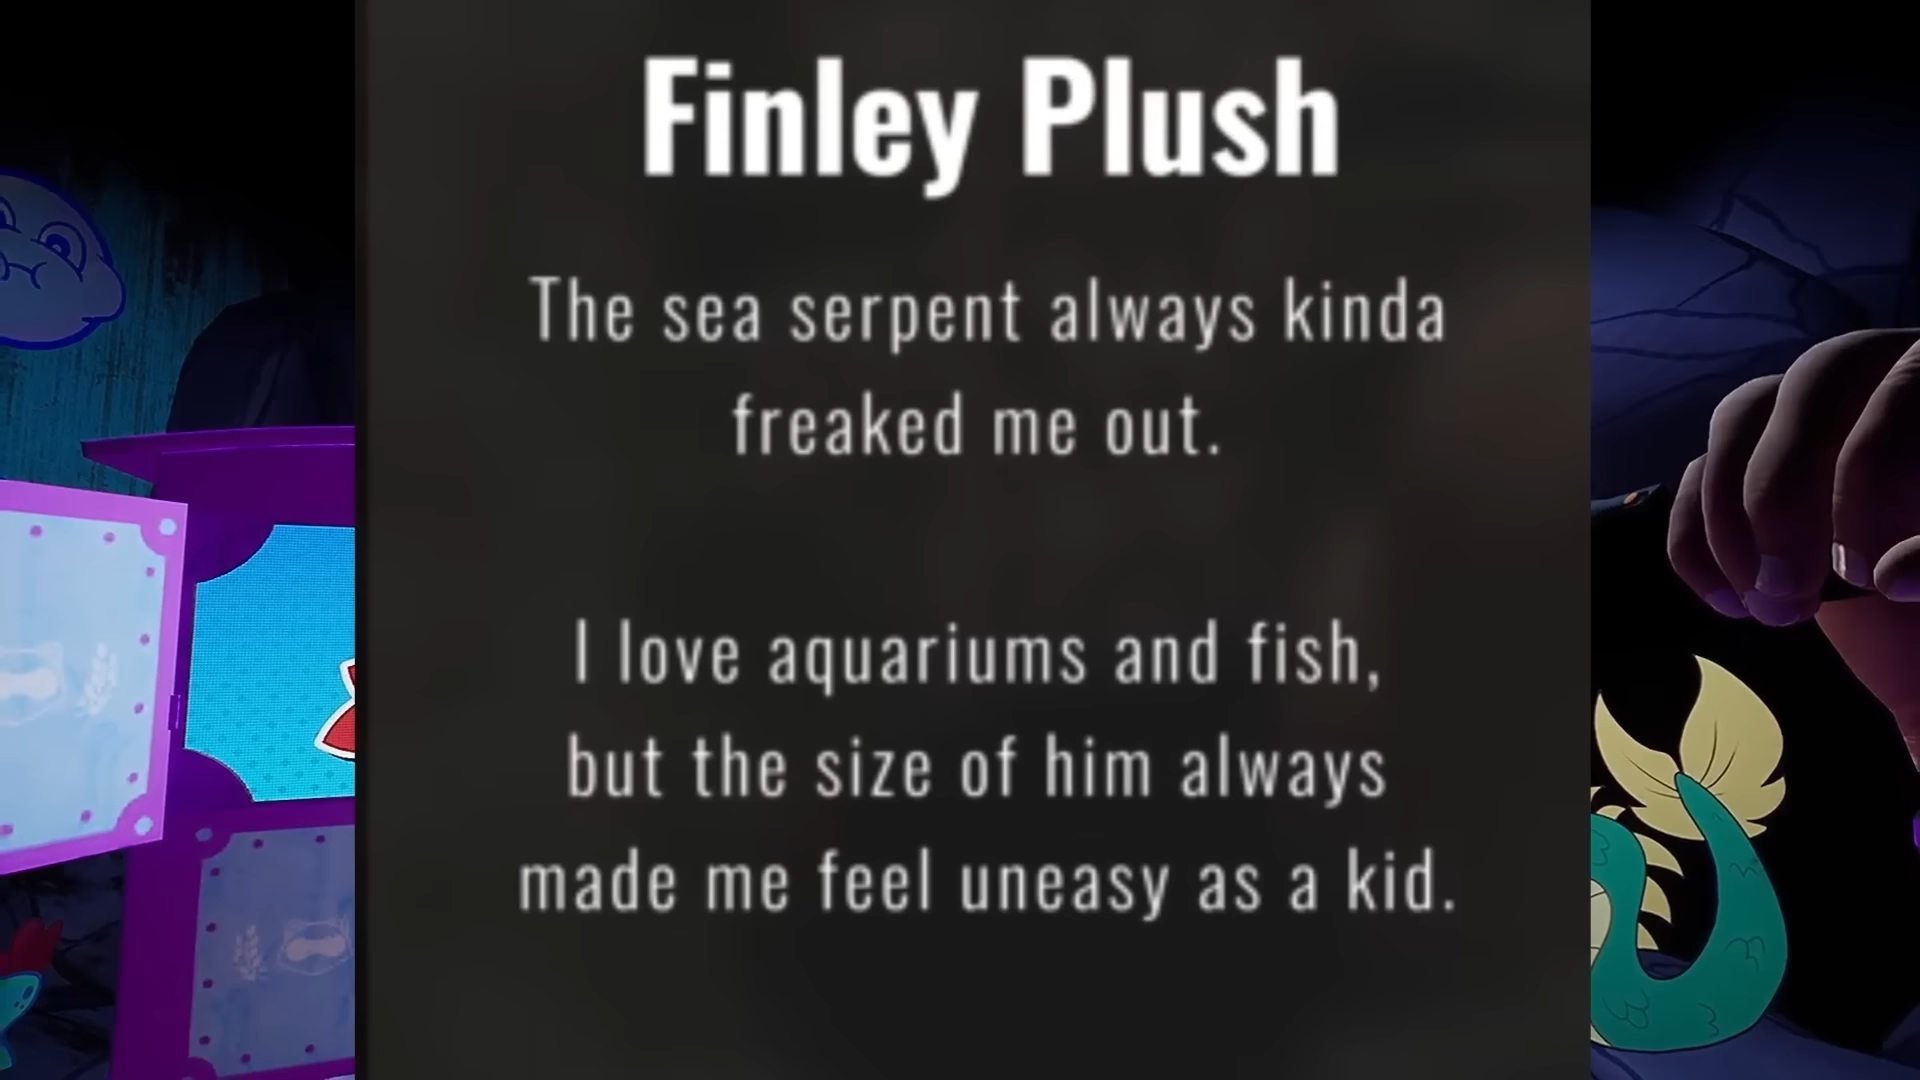 Finley Plush
The sea serpent always kinda
freaked me out.
I love aquariums and fish,
but the size of him always
made me feel uneasy as a kid.